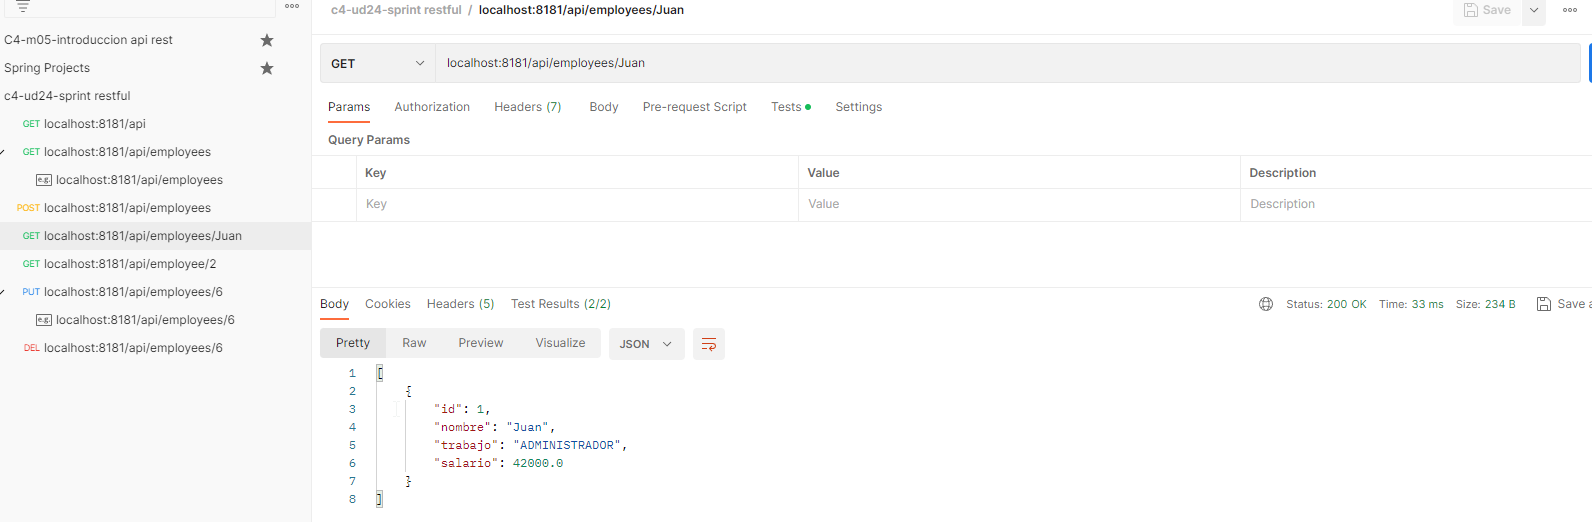 c4-ud24-sprint restful / localhost:8181/api/employees/Juan
Save
C4-m05-introduccion api rest
Spring Projects
c4-ud24-sprint restful
GET localhost:8181/api
GET localhost:8181/api/employees
e.g. localhost:8181/api/employees
POST localhost:8181/api/employees
GET localhost:8181/api/employees/Juan
GET localhost:8181/api/employee/2
PUT localhost:8181/api/employees/6
e.g. localhost:8181/api/employees/6
DEL localhost:8181/api/employees/6
GET localhost:8181/api/employees/Juan
Params Authorization Headers (7) Body Pre-request Script Tests Settings
Query Params
Key Value Description
Key Value Description
Body Cookies Headers (5) Test Results (2/2) Status: 200 OK Time: 33 ms Size: 234 B Save a
Pretty Raw Preview Visualize JSON
1 [
2 {
3 "id": 1,
4 "nombre": "Juan",
5 "trabajo": "ADMINISTRADOR",
6 "salario": 42000.0
7 }
8 ]